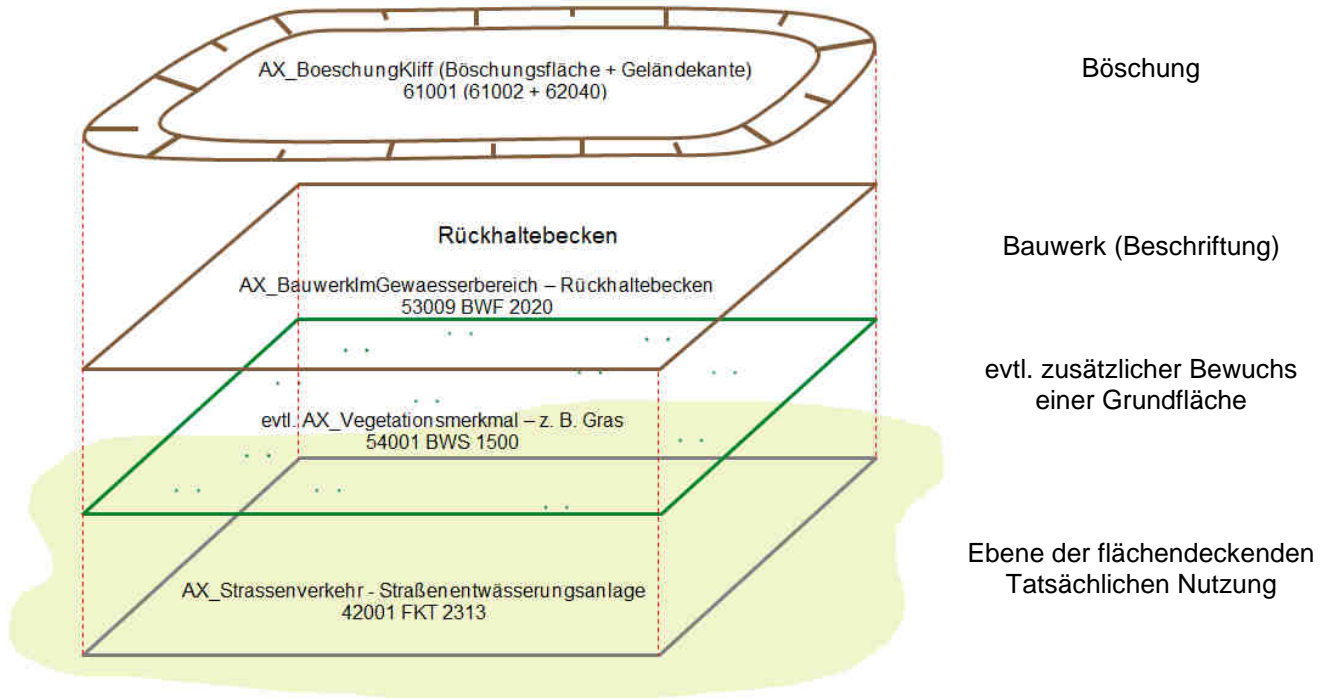 AX_BoeschungKliff (Böschungsfläche + Geländekante)
61001 (61002 + 62040)
Böschung
Rückhaltebecken
AX_BauwerkImGewaesserbereich – Rückhaltebecken
53009 BWF 2020
Bauwerk (Beschriftung)
evtl. AX_Vegetationsmerkmal – z. B. Gras
54001 BWS 1500
evtl. zusätzlicher Bewuchs
einer Grundfläche
AX_Strassenverkehr - Straßenentwässerungsanlage
42001 FKT 2313
Ebene der flächendeckenden
Tatsächlichen Nutzung